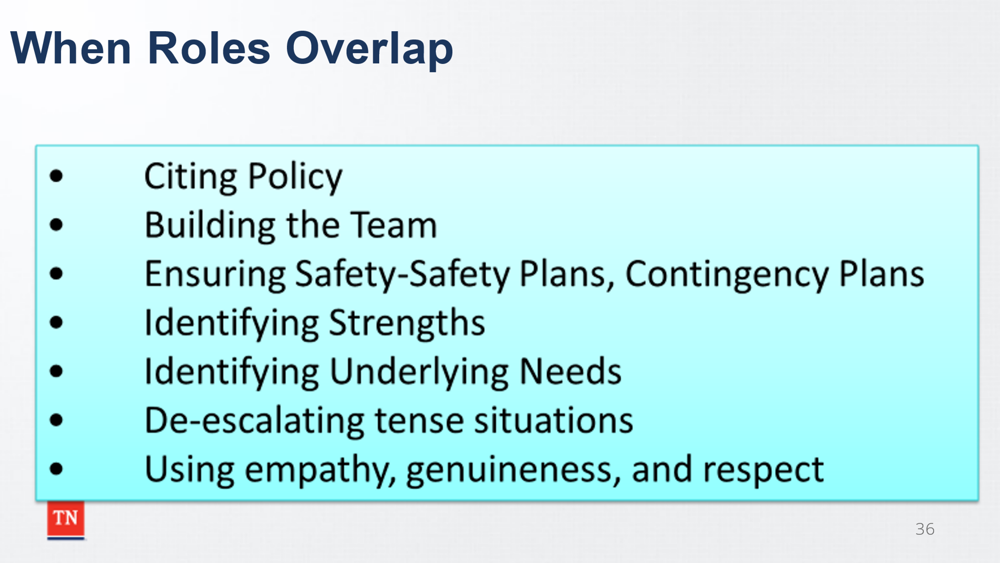 When Roles Overlap
• Citing Policy
• Building the Team
• Ensuring Safety-Safety Plans, Contingency Plans
• Identifying Strengths
• Identifying Underlying Needs
• De-escalating tense situations
• Using empathy, genuineness, and respect
TN
36